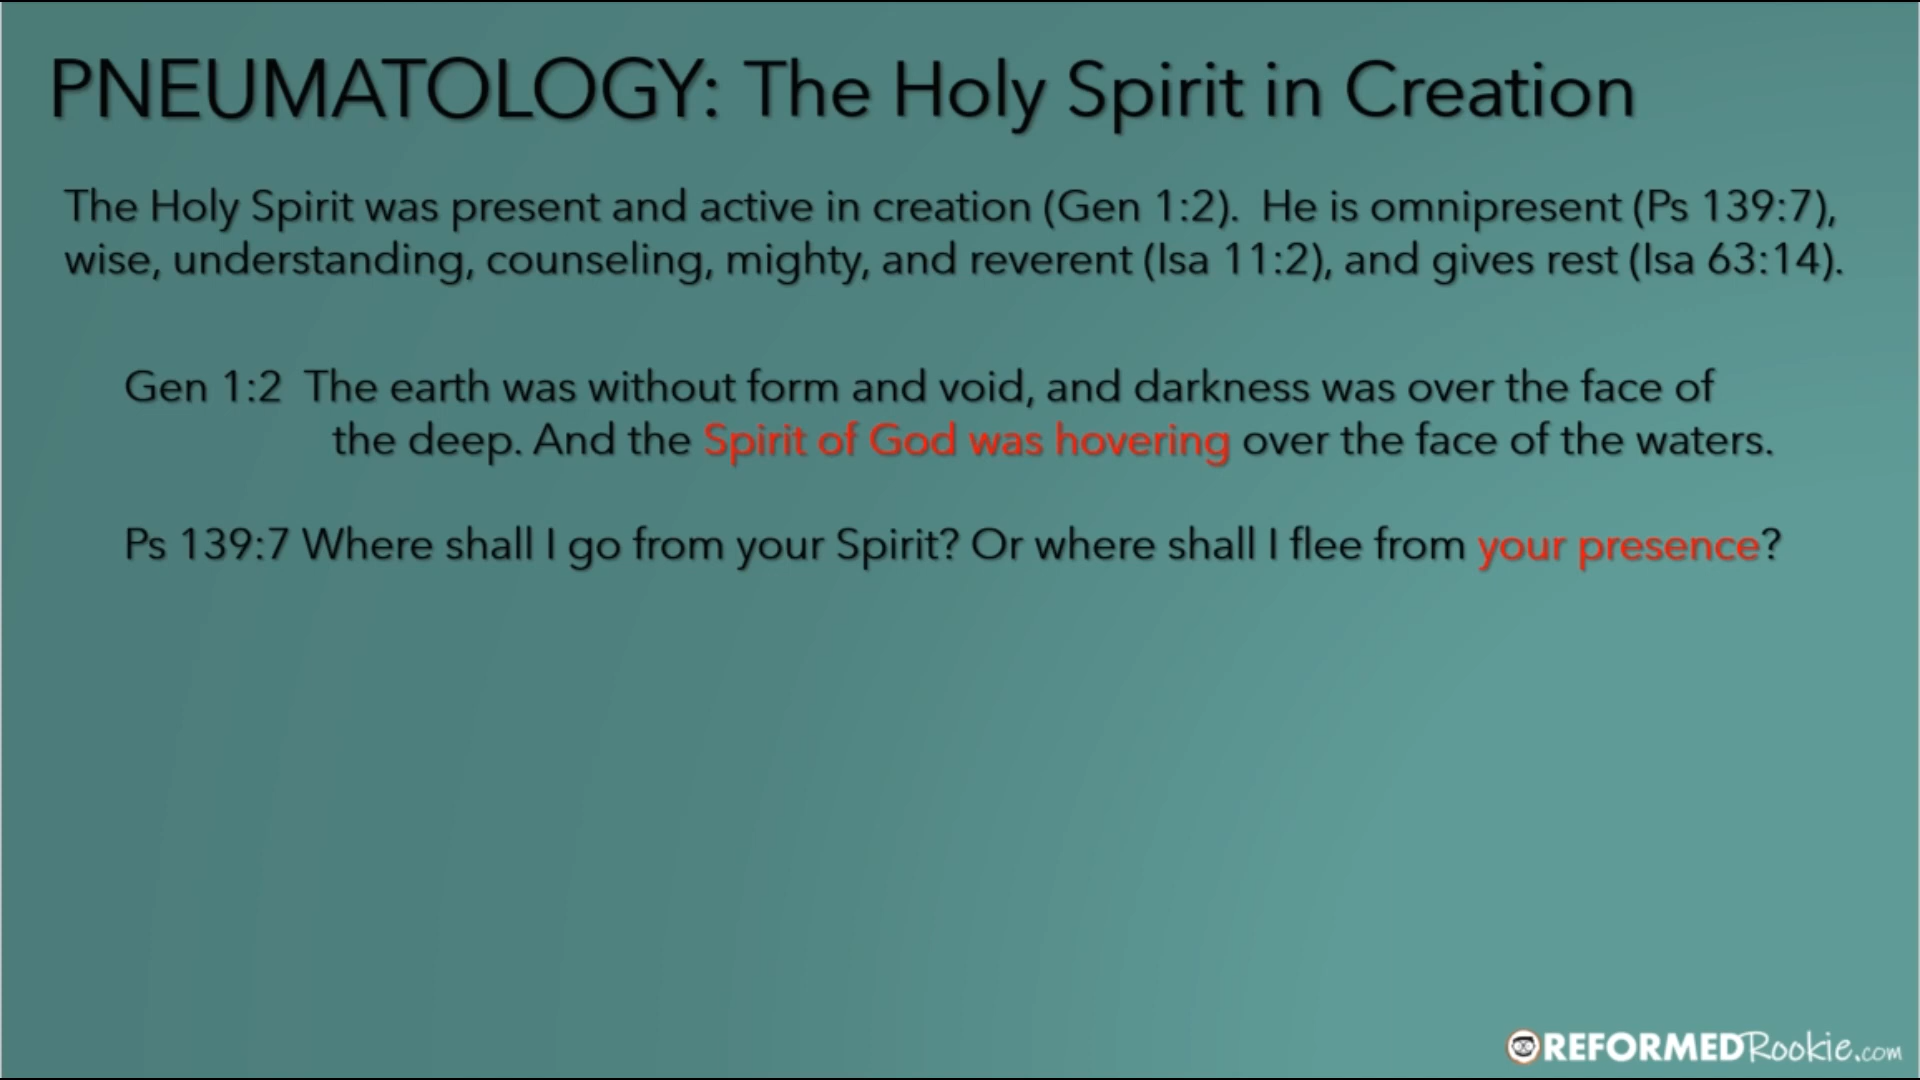 PNEUMATOLOGY: The Holy Spirit in Creation
The Holy Spirit was present and active in creation (Gen 1:2).  He is omnipresent (Ps 139:7),
wise, understanding, counseling, mighty, and reverent (Isa 11:2), and gives rest (Isa 63:14).
Gen 1:2  The earth was without form and void, and darkness was over the face of
the deep. And the Spirit of God was hovering over the face of the waters.
Ps 139:7 Where shall I go from your Spirit? Or where shall I flee from your presence?
REFORMEDRookie.com